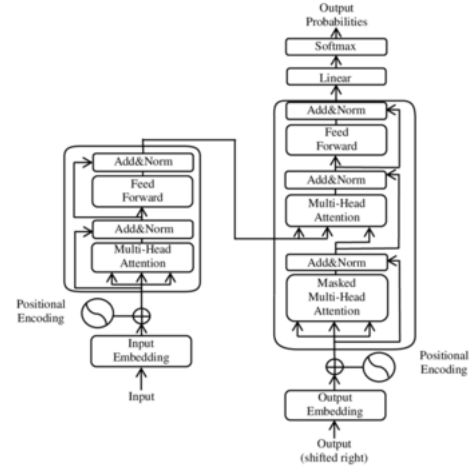 Output
Probabilities
Softmax
Linear
Add&Norm
Feed
Forward
Add&Norm
Multi-Head
Attention
Add&Norm
Masked
Multi-Head
Attention
Positional
Encoding
Output
Embedding
Output
(shifted right)
Add&Norm
Feed
Forward
Add&Norm
Multi-Head
Attention
Positional
Encoding
Input
Embedding
Input